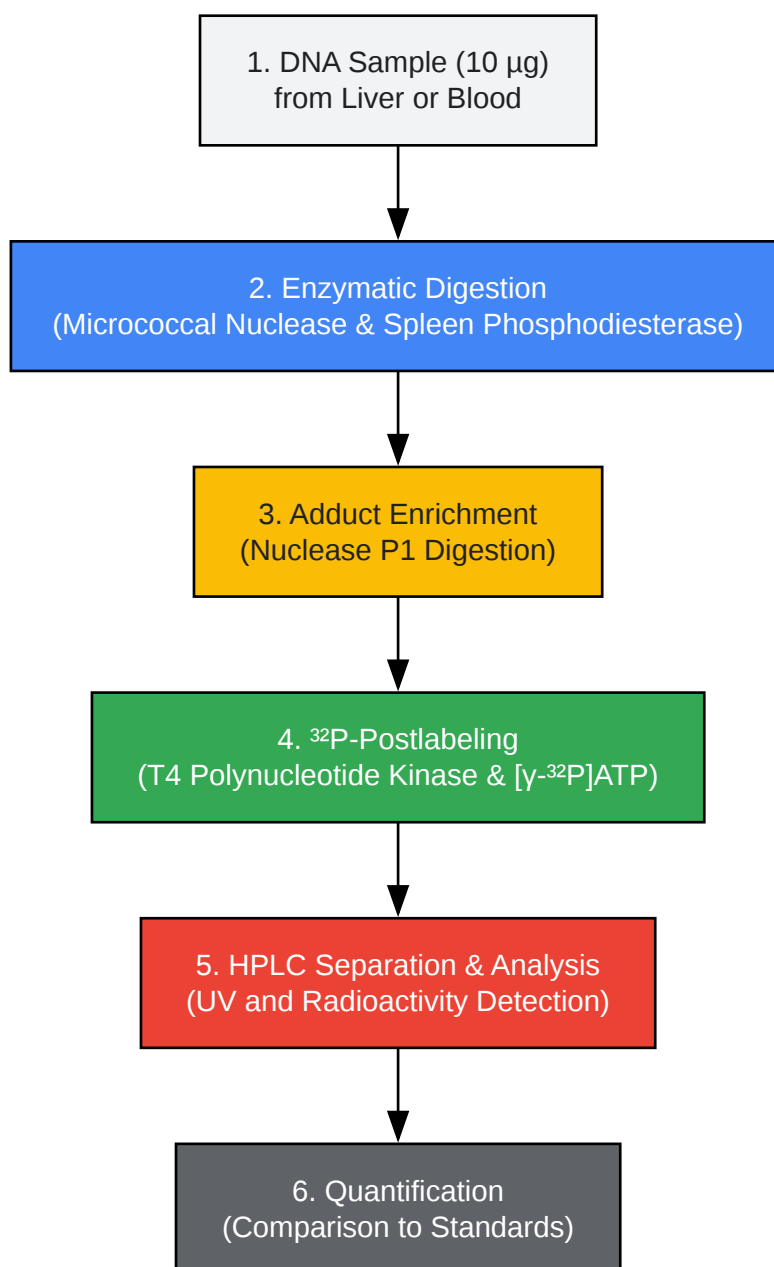 1. DNA Sample (10 µg)
from Liver or Blood
2. Enzymatic Digestion
(Micrococcal Nuclease & Spleen Phosphodiesterase)
3. Adduct Enrichment
(Nuclease P1 Digestion)
4. ³²P-Postlabeling
(T4 Polynucleotide Kinase & [γ-³²P]ATP)
5. HPLC Separation & Analysis
(UV and Radioactivity Detection)
6. Quantification
(Comparison to Standards)